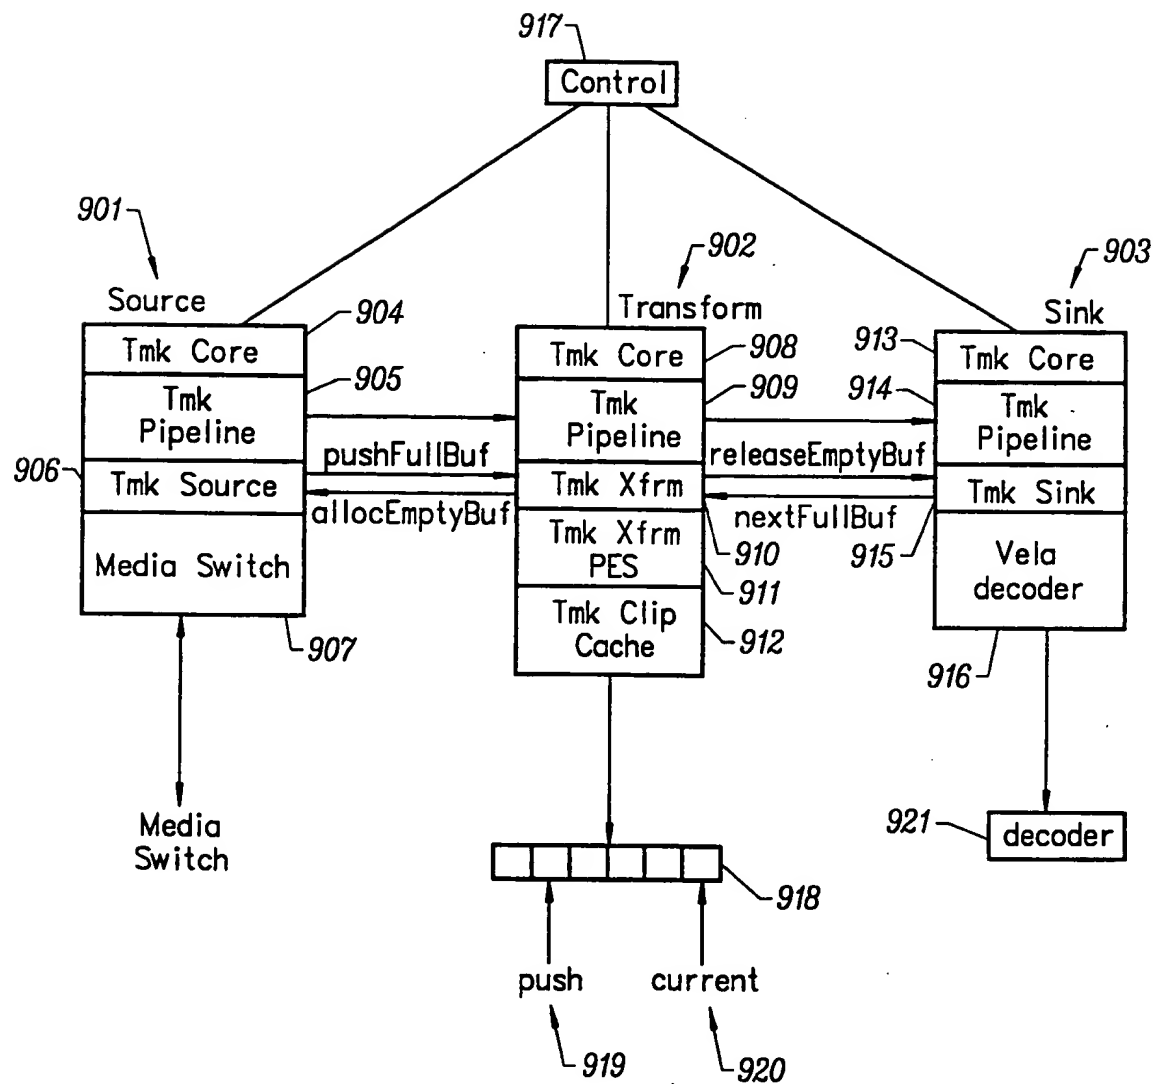 917
Control
901
902
903
Source
Transform
Sink
904
908
913
Tmk Core
Tmk Core
Tmk Core
905
909
914
Tmk
Pipeline
Tmk
Pipeline
Tmk
Pipeline
906
pushFullBuf
releaseEmptyBuf
Tmk Source
Tmk Xfrm
Tmk Sink
allocEmptyBuf
nextFullBuf
910
915
Media Switch
Tmk Xfrm
PES
Vela
decoder
911
907
Tmk Clip
Cache
912
916
Media
Switch
921
decoder
918
push
current
919
920